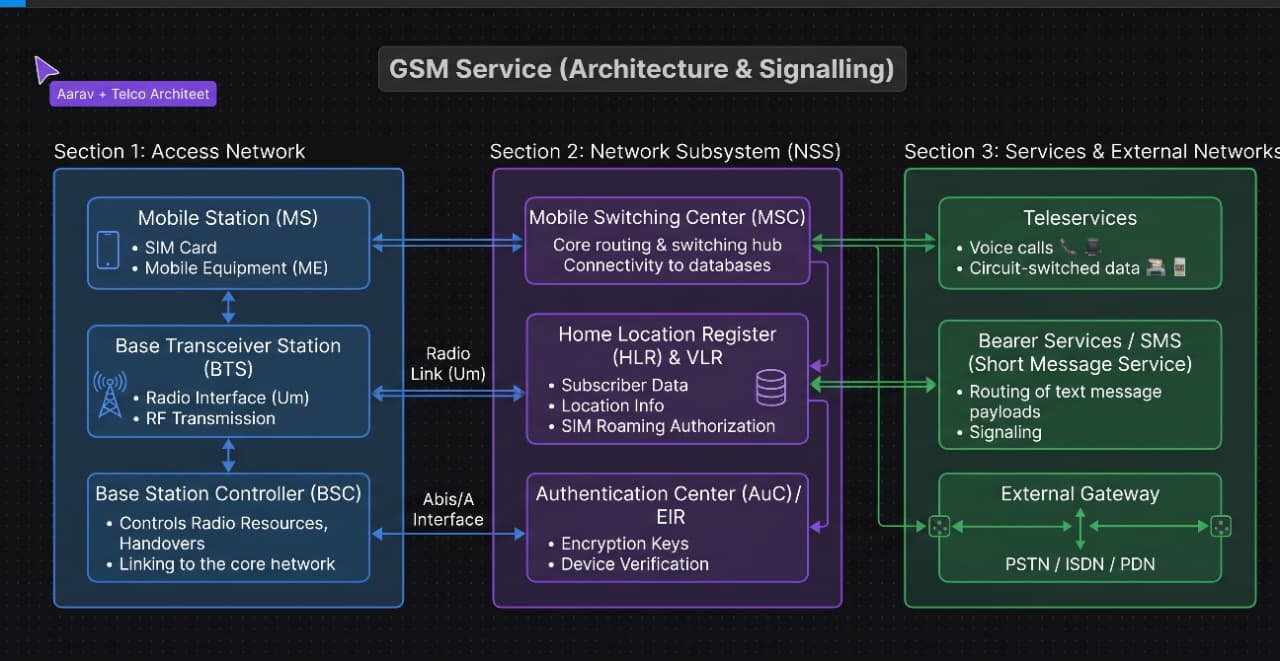 GSM Service (Architecture & Signalling)
Aarav + Telco Architeet
Section 1: Access Network
Mobile Station (MS)
• SIM Card
• Mobile Equipment (ME)
Base Transceiver Station
(BTS)
• Radio Interface (Um)
• RF Transmission
Base Station Controller (BSC)
• Controls Radio Resources,
Handovers
• Linking to the core hetwork
Radio
Link (Um)
Abis/A
Interface
Section 2: Network Subsystem (NSS)
Mobile Switching Center (MSC)
Core routing & switching hub
Connectivity to databases
Home Location Register
(HLR) & VLR
• Subscriber Data
• Location Info
• SIM Roaming Authorization
Authentication Center (AuC)/
EIR
• Encryption Keys
• Device Verification
Section 3: Services & External Networks
Teleservices
• Voice calls
• Circuit-switched data
Bearer Services / SMS
(Short Message Service)
• Routing of text message
payloads
• Signaling
External Gateway
PSTN / ISDN / PDN